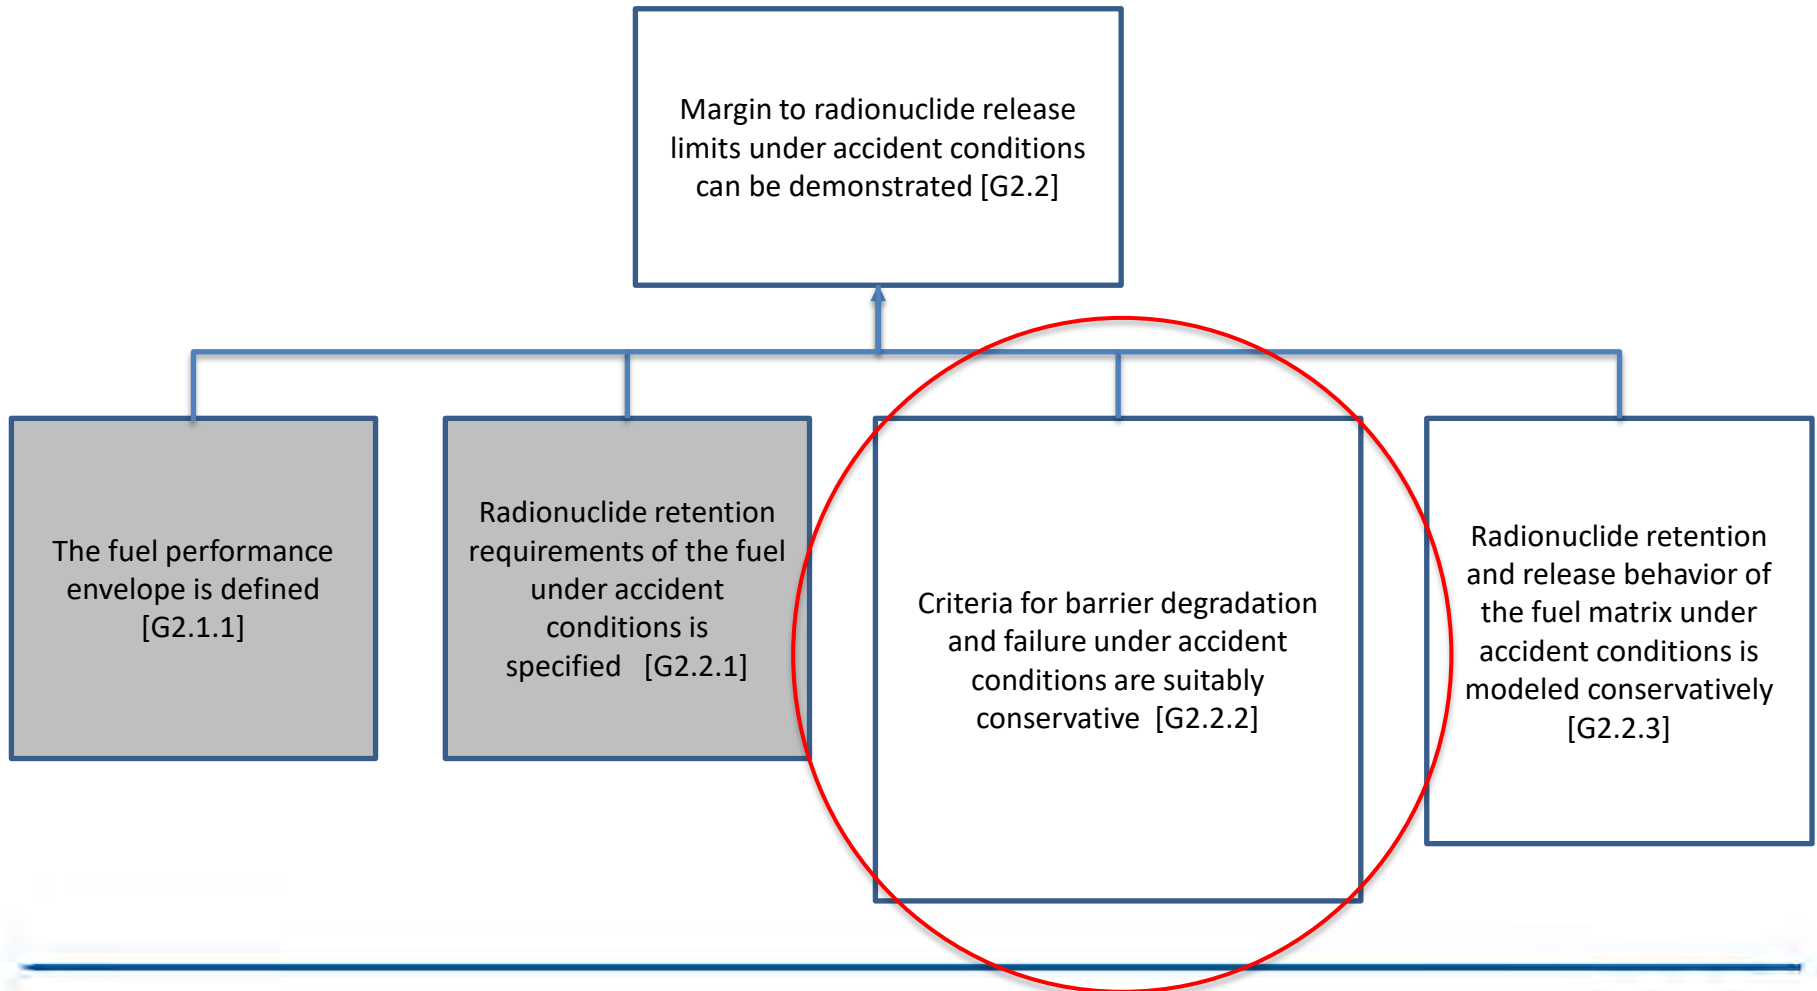 Margin to radionuclide release
limits under accident conditions
can be demonstrated [G2.2]
The fuel performance
envelope is defined
[G2.1.1]
Radionuclide retention
requirements of the fuel
under accident
conditions is
specified [G2.2.1]
Criteria for barrier degradation
and failure under accident
conditions are suitably
conservative [G2.2.2]
Radionuclide retention
and release behavior of
the fuel matrix under
accident conditions is
modeled conservatively
[G2.2.3]